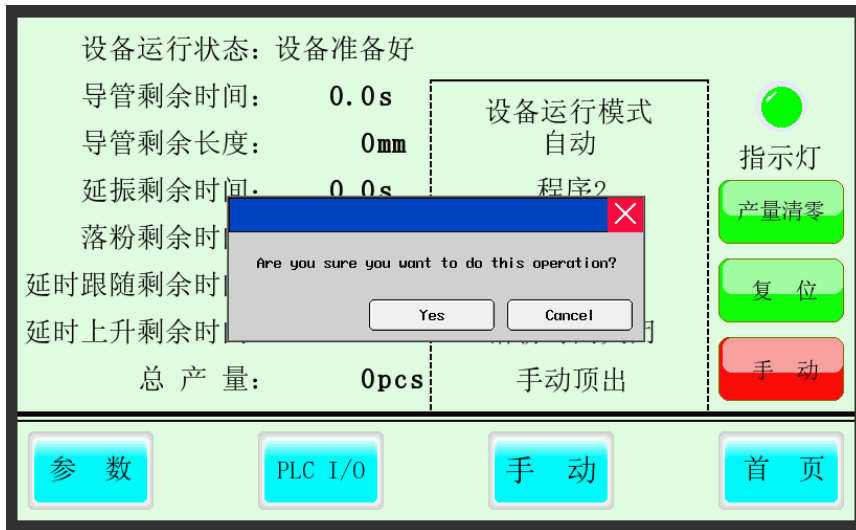 设备运行状态：设备准备好
导管剩余时间： 0.0s
导管剩余长度： 0mm
延振剩余时间： 0.0s
落粉剩余时
延时跟随剩余时
延时上升剩余时
总 产 量： 0pcs
设备运行模式
自动
程序2
手动顶出
Are you sure you want to do this operation?
Yes
Cancel
指示灯
产量清零
复 位
手 动
参 数
PLC I/O
手 动
首 页